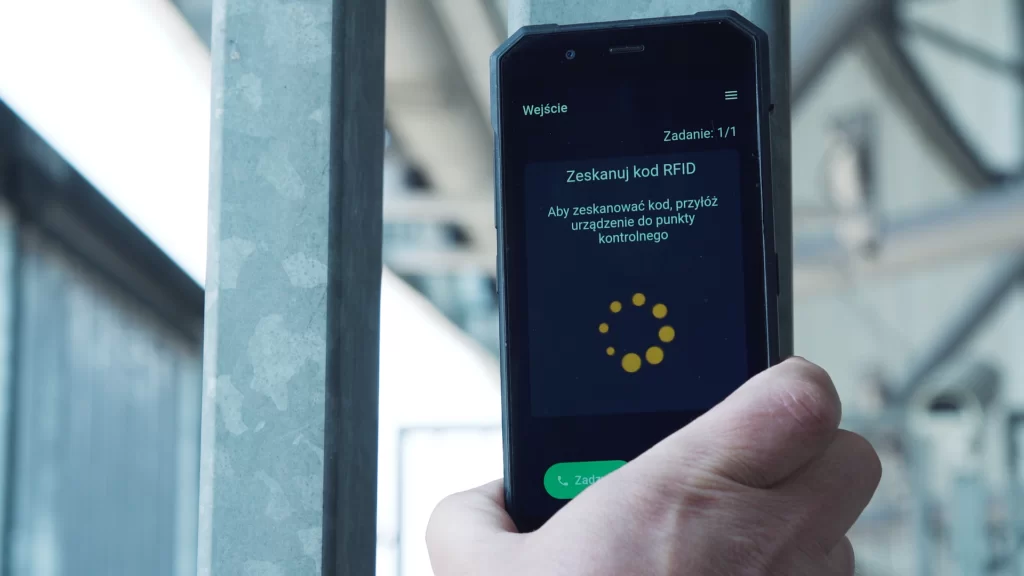 Wejście
Zadanie: 1/1
Zeskanuj kod RFID
Aby zeskanować kod, przyłóż
urządzenie do punkty
kontrolnego